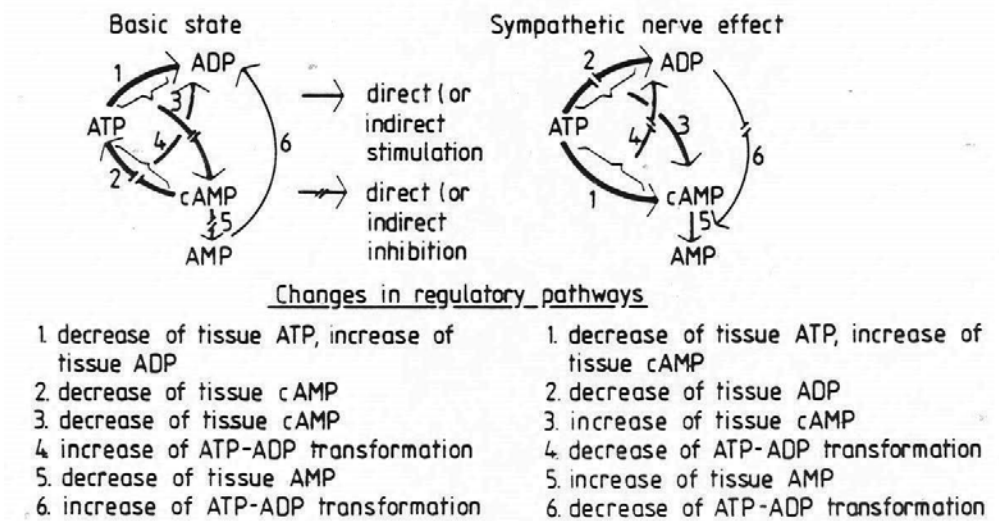 Basic state
1
ADP
3
ATP
4
2
cAMP
5
AMP
6
direct (or
indirect
stimulation
direct (or
indirect
inhibition
Sympathetic nerve effect
2
ADP
ATP
4
3
1
cAMP
5
AMP
6
Changes in regulatory pathways
1. decrease of tissue ATP, increase of
tissue ADP
2. decrease of tissue cAMP
3. decrease of tissue cAMP
4 increase of ATP-ADP transformation
5. decrease of tissue AMP
6. increase of ATP-ADP transformation
1. decrease of tissue ATP, increase of
tissue cAMP
2. decrease of tissue ADP
3. increase of tissue cAMP
4. decrease of ATP-ADP transformation
5. increase of tissue AMP
6. decrease of ATP-ADP transformation